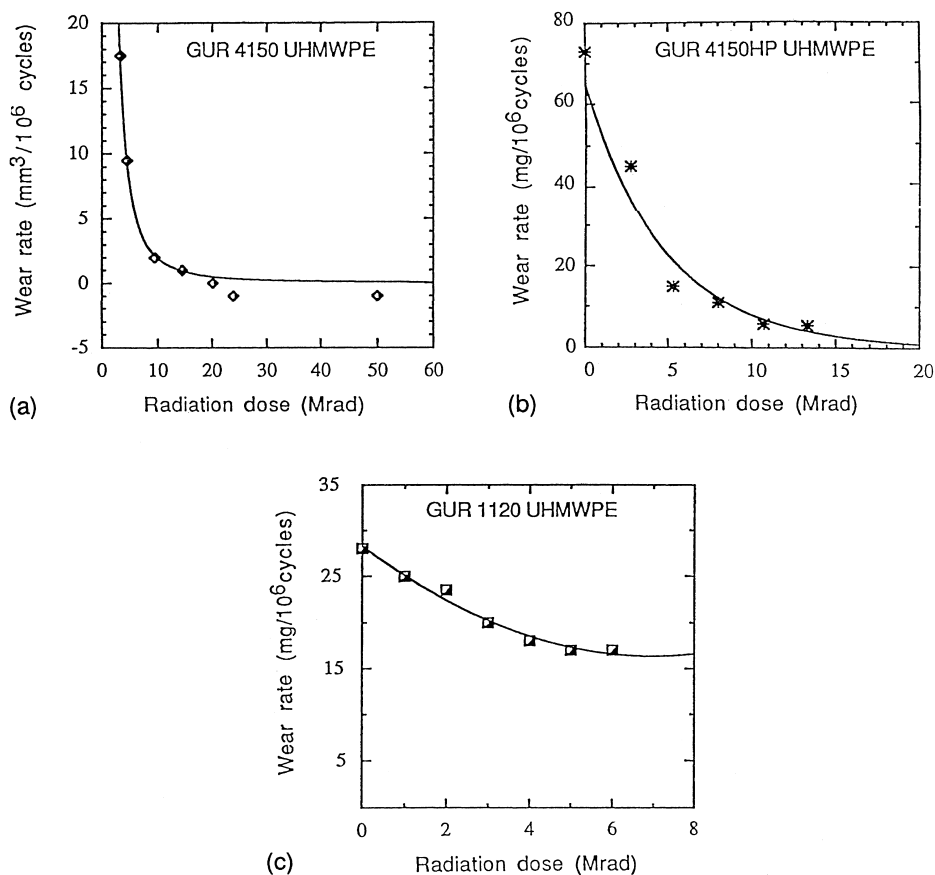 GUR 4150 UHMWPE
Wear rate (mm3/106 cycles)
20
15
10
5
0
-5
0 10 20 30 40 50 60
Radiation dose (Mrad)
(a)
GUR 4150HP UHMWPE
Wear rate (mg/106cycles)
80
60
40
20
0
0 5 10 15 20
Radiation dose (Mrad)
(b)
GUR 1120 UHMWPE
Wear rate (mg/106cycles)
35
25
15
5
0 2 4 6 8
Radiation dose (Mrad)
(c)